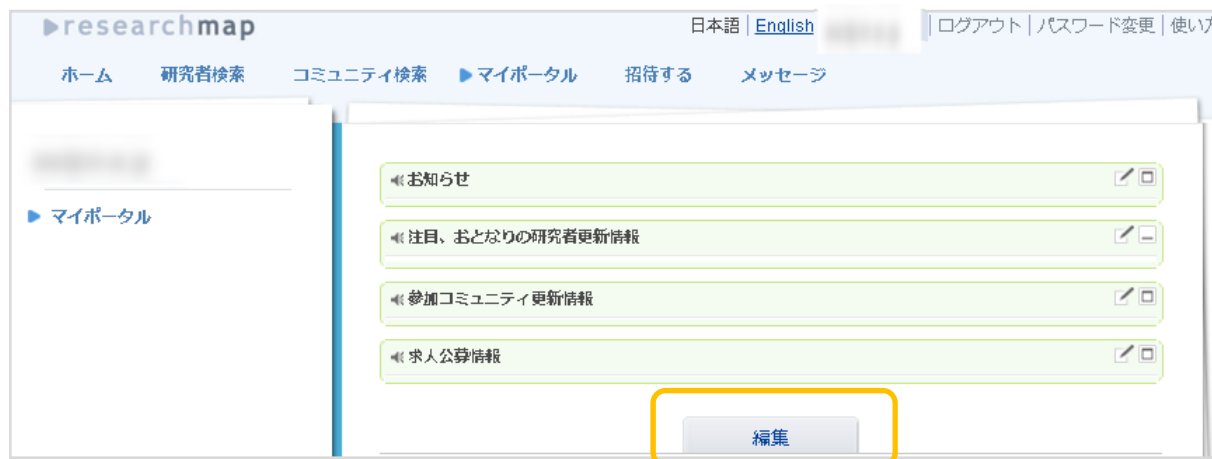 researchmap
日本語 | English | ログアウト | パスワード変更 | 使い方
ホーム 研究者検索 コミュニティ検索 マイポータル 招待する メッセージ
マイポータル
お知らせ
注目、おとなりの研究者更新情報
参加コミュニティ更新情報
求人公募情報
編集